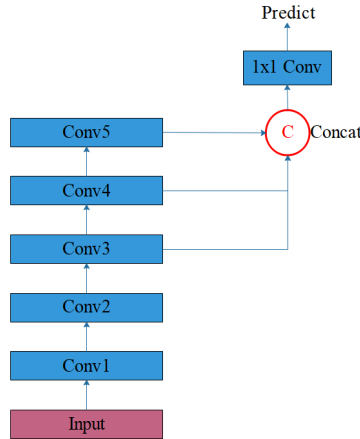 Predict
1x1 Conv
Conv5
C Concat
Conv4
Conv3
Conv2
Conv1
Input